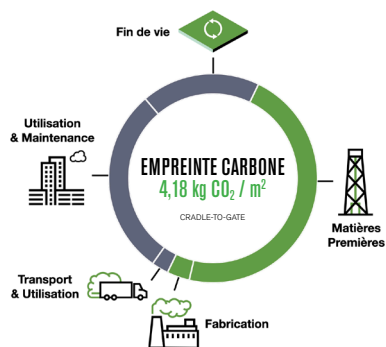 Fin de vie
Utilisation
& Maintenance
EMPREINTE CARBONE
4,18 kg CO₂ / m²
CRADLE-TO-GATE
Matières
Premières
Transport
& Utilisation
Fabrication